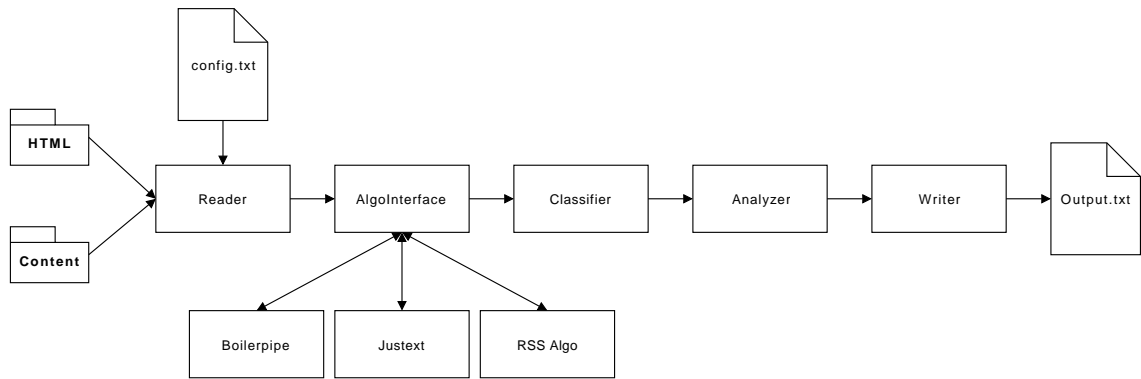 config.txt
HTML
Content
Reader
AlgoInterface
Classifier
Analyzer
Writer
Output.txt
Boilerpipe
Justext
RSS Algo